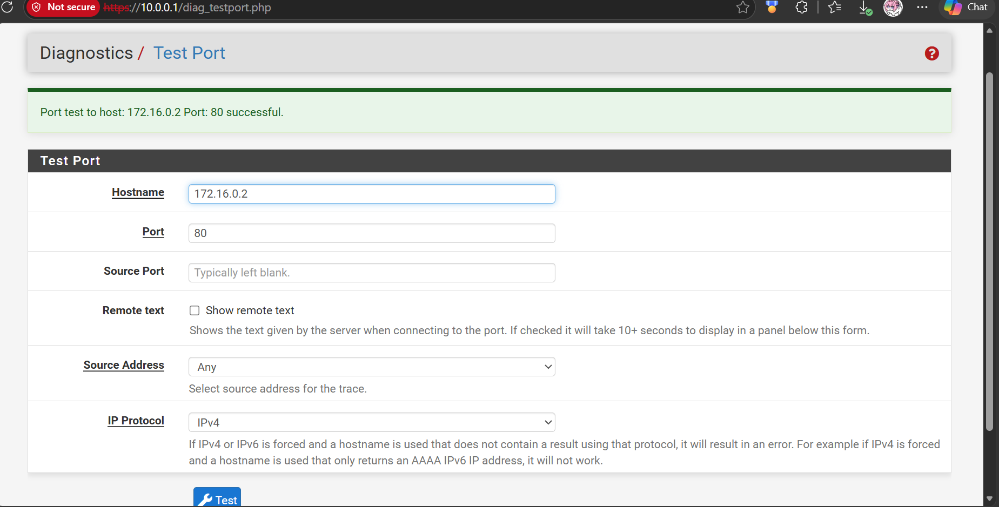 Not secure https://10.0.0.1/diag_testport.php Chat
Diagnostics / Test Port
Port test to host: 172.16.0.2 Port: 80 successful.
Test Port
Hostname 172.16.0.2
Port 80
Source Port Typically left blank.
Remote text Show remote text
Shows the text given by the server when connecting to the port. If checked it will take 10+ seconds to display in a panel below this form.
Source Address Any
Select source address for the trace.
IP Protocol IPv4
If IPv4 or IPv6 is forced and a hostname is used that does not contain a result using that protocol, it will result in an error. For example if IPv4 is forced
and a hostname is used that only returns an AAAA IPv6 IP address, it will not work.
Test